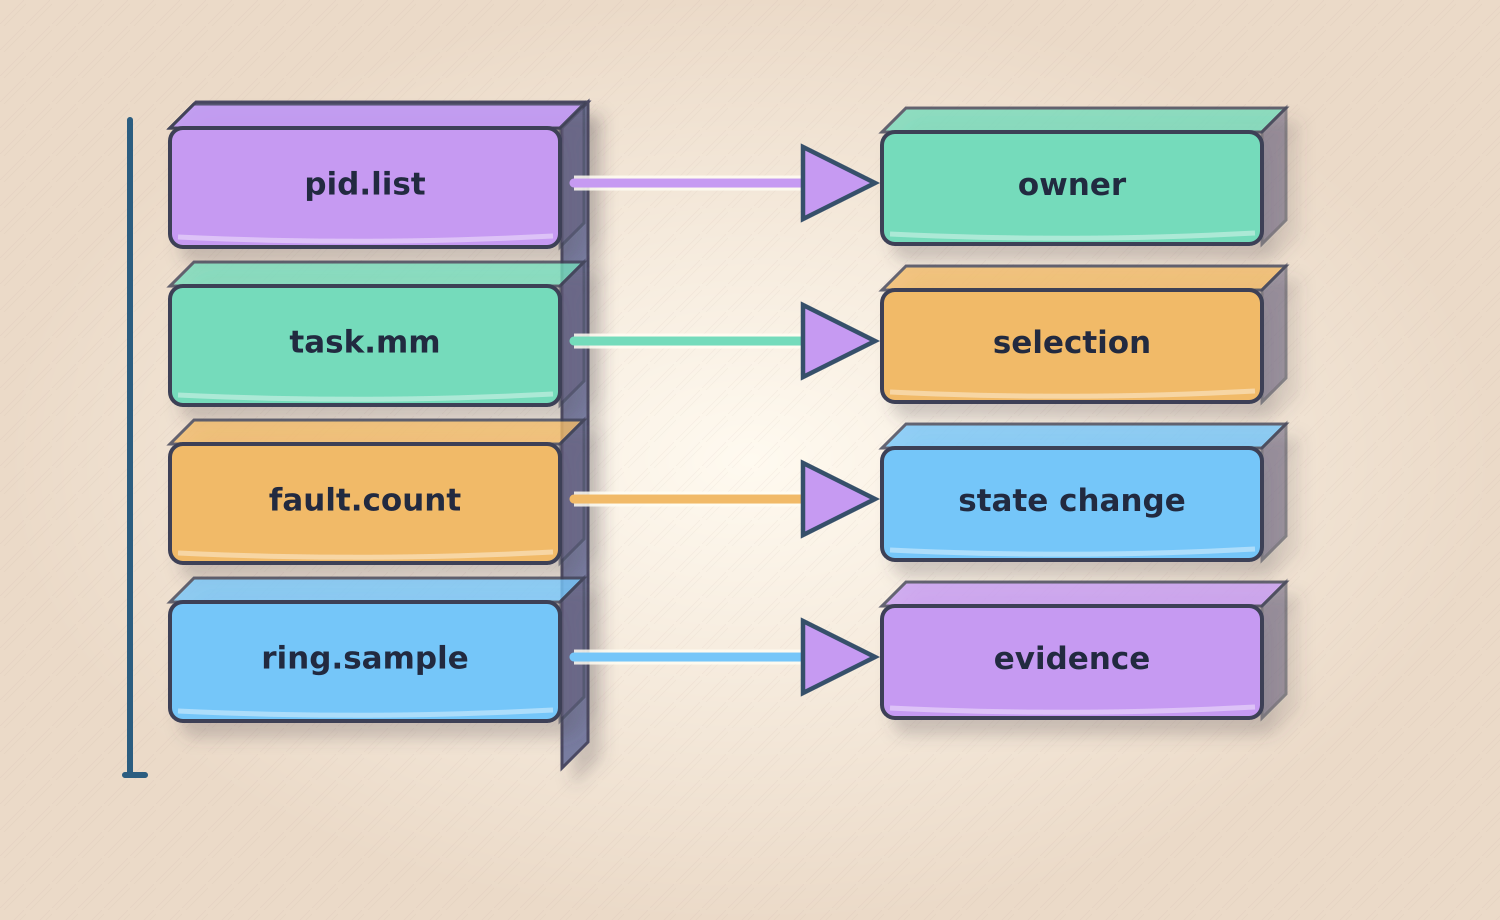 pid.list
owner
task.mm
selection
fault.count
state change
ring.sample
evidence